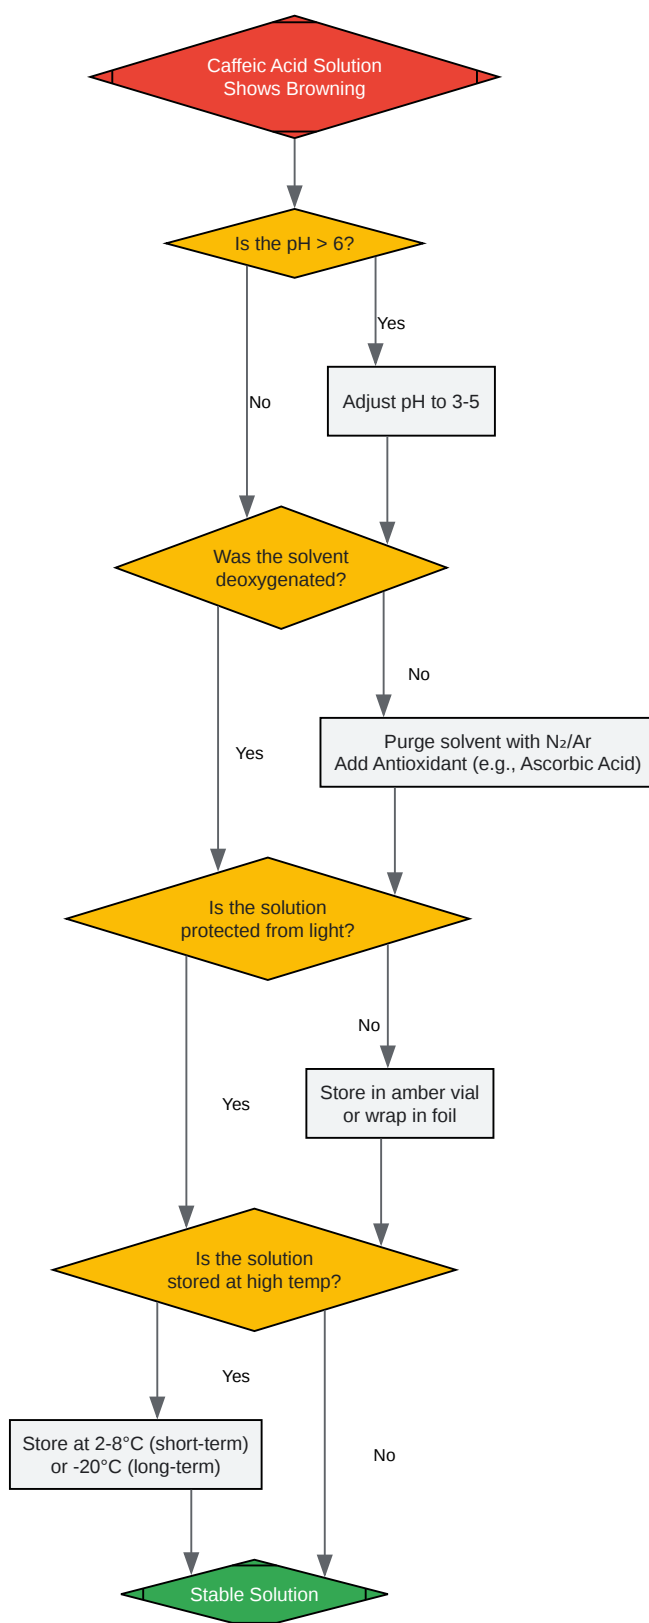 Caffeic Acid Solution
Shows Browning
Is the pH > 6?
Yes
No
Adjust pH to 3-5
Was the solvent
deoxygenated?
No
Yes
Purge solvent with N₂/Ar
Add Antioxidant (e.g., Ascorbic Acid)
Is the solution
protected from light?
No
Yes
Store in amber vial
or wrap in foil
Is the solution
stored at high temp?
Yes
No
Store at 2-8°C (short-term)
or -20°C (long-term)
Stable Solution